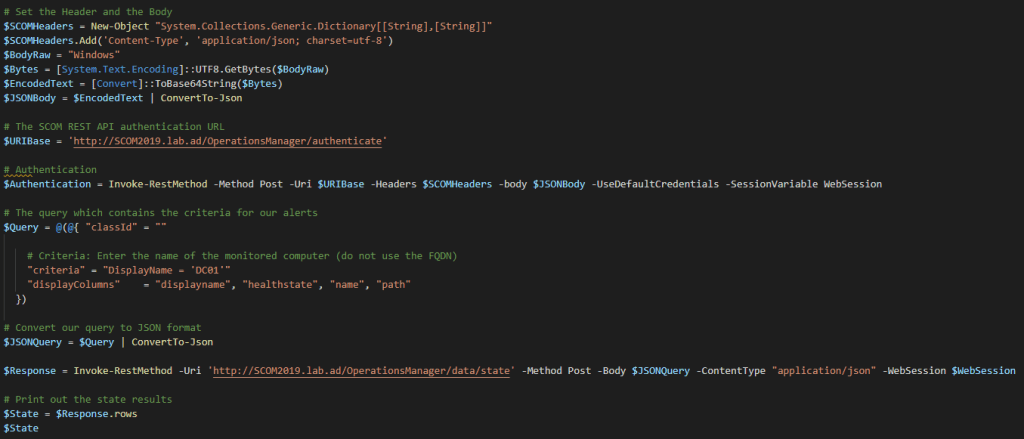 # Set the Header and the Body
$SCOMHeaders = New-Object "System.Collections.Generic.Dictionary[[String],[String]]"
$SCOMHeaders.Add('Content-Type', 'application/json; charset=utf-8')
$BodyRaw = "Windows"
$Bytes = [System.Text.Encoding]::UTF8.GetBytes($BodyRaw)
$EncodedText = [Convert]::ToBase64String($Bytes)
$JSONBody = $EncodedText | ConvertTo-Json
# The SCOM REST API authentication URL
$URIBase = 'http://SCOM2019.lab.ad/OperationsManager/authenticate'
# Authentication
$Authentication = Invoke-RestMethod -Method Post -Uri $URIBase -Headers $SCOMHeaders -body $JSONBody -UseDefaultCredentials -SessionVariable WebSession
# The query which contains the criteria for our alerts
$Query = @(@{ "classId" = ""
# Criteria: Enter the name of the monitored computer (do not use the FQDN)
"criteria" = "DisplayName = 'DC01'"
"displayColumns" = "displayname", "healthstate", "name", "path"
})
# Convert our query to JSON format
$JSONQuery = $Query | ConvertTo-Json
$Response = Invoke-RestMethod -Uri 'http://SCOM2019.lab.ad/OperationsManager/data/state' -Method Post -Body $JSONQuery -ContentType "application/json" -WebSession $WebSession
# Print out the state results
$State = $Response.rows
$State